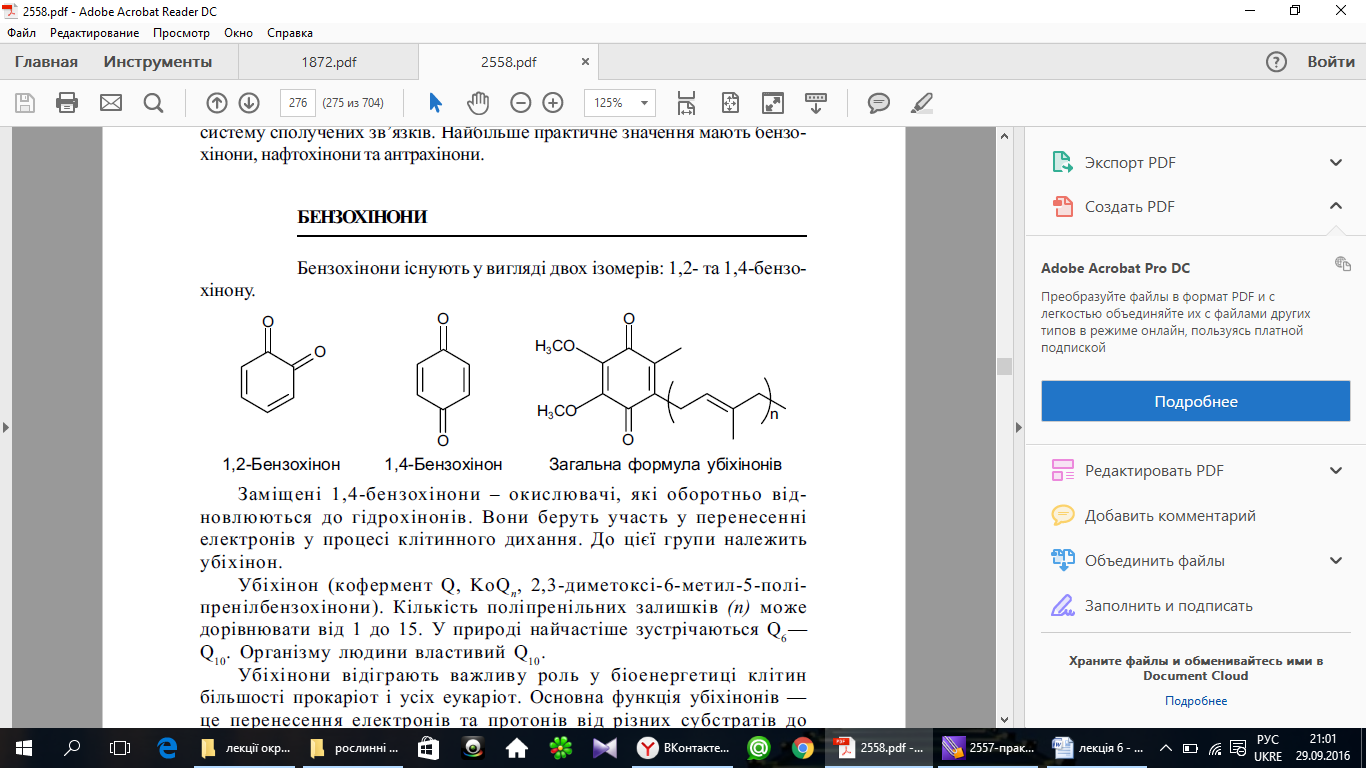 2558.pdf - Adobe Acrobat Reader DC
Файл Редактирование Просмотр Окно Справка
Главная Инструменты 1872.pdf 2558.pdf × ? Войти
276 (275 из 704) 125%
систему сполучених зв’язків. Найбільше практичне значення мають бензо-
хінони, нафтохінони та антрахінони.
БЕНЗОХІНОНИ
Бензохінони існують у вигляді двох ізомерів: 1,2- та 1,4-бензо-
хінону.
O O O O
O H₃CO
H₃CO n
O O
1,2-Бензохінон 1,4-Бензохінон Загальна формула убіхінонів
Заміщені 1,4-бензохінони – окислювачі, які оборотньо від-
новлюються до гідрохінонів. Вони беруть участь у перенесенні
електронів у процесі клітинного дихання. До цієї групи належить
убіхінон.
Убіхінон (кофермент Q, KoQn, 2,3-диметоксі-6-метил-5-полі-
пренілбензохінони). Кількість поліпренільних залишків (n) може
дорівнювати від 1 до 15. У природі найчастіше зустрічаються Q₆—
Q₁₀. Організму людини властивий Q₁₀.
Убіхінони відіграють важливу роль у біоенергетиці клітин
більшості прокаріот і усіх еукаріот. Основна функція убіхінонів —
це перенесення електронів та протонів від різних субстратів до
Экспорт PDF
Создать PDF
Adobe Acrobat Pro DC
Преобразуйте файлы в формат PDF и с
легкостью объединяйте их с файлами других
типов в режиме онлайн, пользуясь платной
подпиской
Подробнее
Редактировать PDF
Добавить комментарий
Объединить файлы
Заполнить и подписать
Храните файлы и обменивайтесь ими в
Document Cloud
Подробнее
лекції окр... рослинні ... ВКонтакте... 2558.pdf -... 2557-прак... лекція 6 - ... РУС 21:01
UKRE 29.09.2016